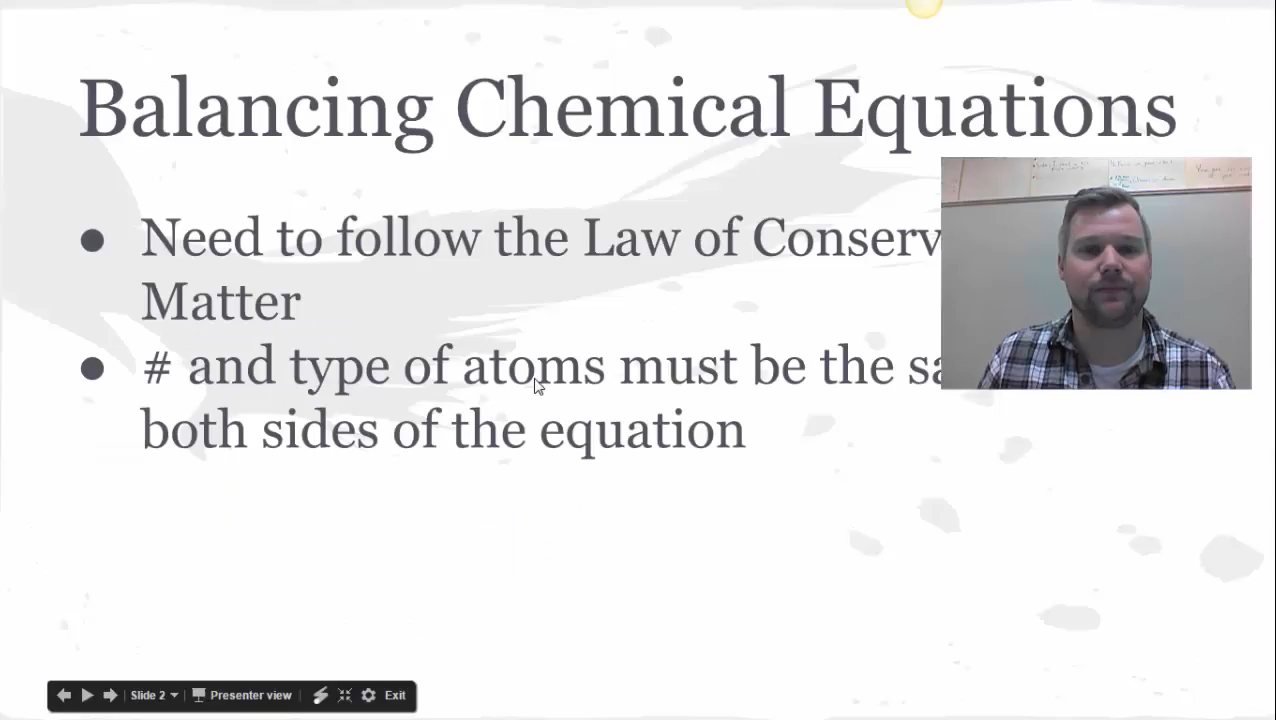 Balancing Chemical Equations
● Need to follow the Law of Conserv
Matter
● # and type of atoms must be the sa
both sides of the equation
Slide 2
Presenter view
Exit